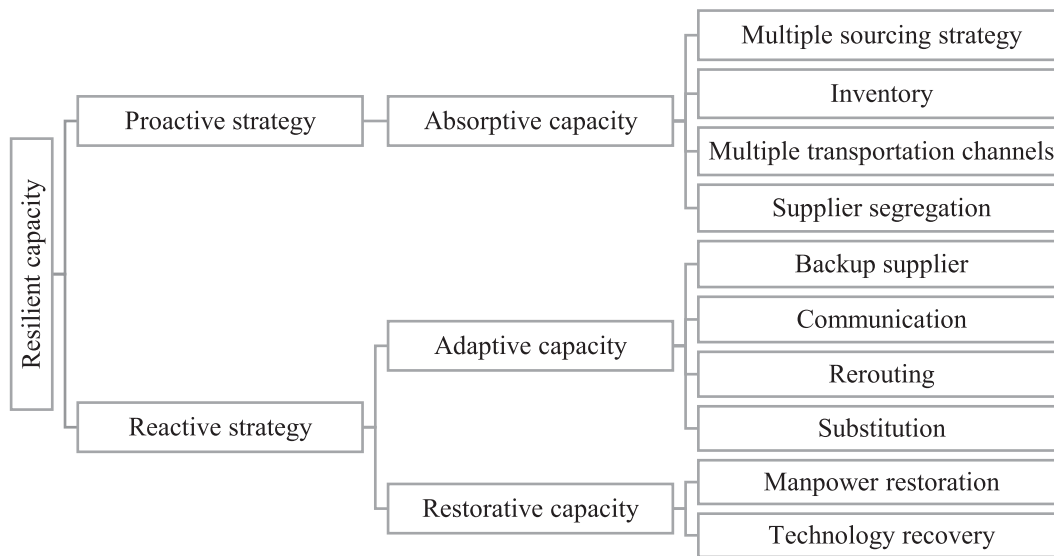 Resilient capacity
Proactive strategy
Absorptive capacity
Multiple sourcing strategy
Inventory
Multiple transportation channels
Supplier segregation
Reactive strategy
Adaptive capacity
Backup supplier
Communication
Rerouting
Substitution
Restorative capacity
Manpower restoration
Technology recovery